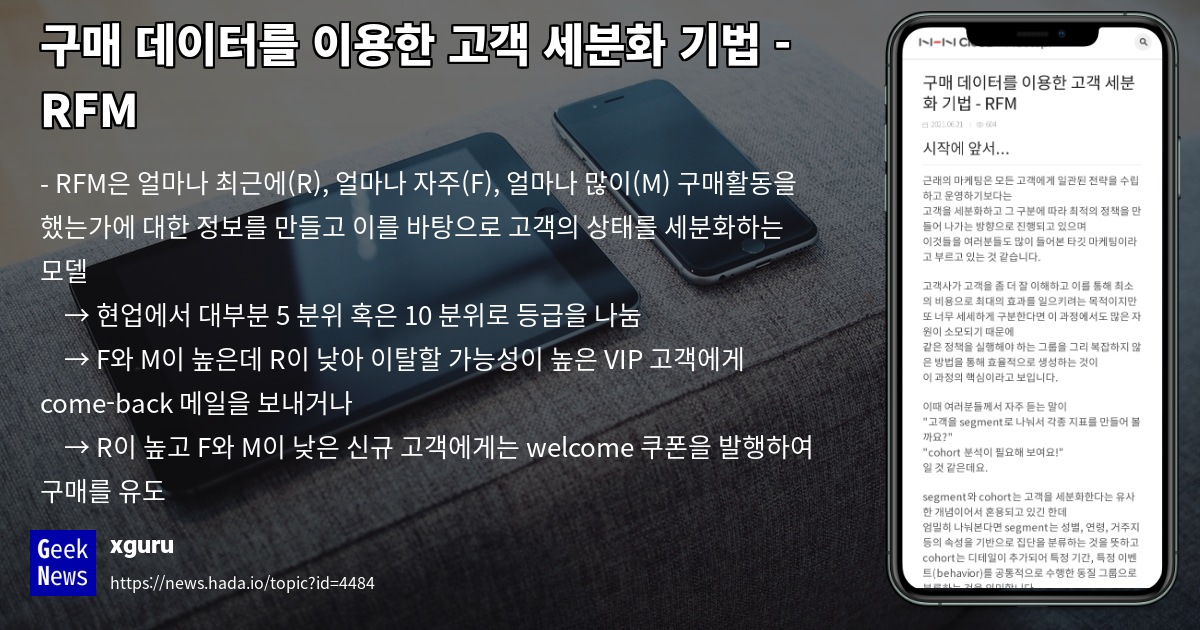 구매 데이터를 이용한 고객 세분화 기법 -
RFM
- RFM은 얼마나 최근에(R), 얼마나 자주(F), 얼마나 많이(M) 구매활동을
했는가에 대한 정보를 만들고 이를 바탕으로 고객의 상태를 세분화하는
모델
→ 현업에서 대부분 5 분위 혹은 10 분위로 등급을 나눔
→ F와 M이 높은데 R이 낮아 이탈할 가능성이 높은 VIP 고객에게
come-back 메일을 보내거나
→ R이 높고 F와 M이 낮은 신규 고객에게는 welcome 쿠폰을 발행하여
구매를 유도
Geek
News
xguru
https://news.hada.io/topic?id=4484
구매 데이터를 이용한 고객 세분
화 기법 - RFM
2021.06.21 604
시작에 앞서...
근래의 마케팅은 모든 고객에게 일관된 전략을 수립
하고 운영하기보다는
고객을 세분화하고 그 구분에 따라 최적의 정책을 만
들어 나가는 방향으로 진행되고 있으며
이것들을 여러분들도 많이 들어본 타깃 마케팅이라
고 부르고 있는 것 같습니다.
고객사가 고객을 좀 더 잘 이해하고 이를 통해 최소
의 비용으로 최대의 효과를 일으키려는 목적이지만
또 너무 세세하게 구분한다면 이 과정에서도 많은 자
원이 소모되기 때문에
같은 정책을 실행해야 하는 그룹을 그리 복잡하지 않
은 방법을 통해 효율적으로 생성하는 것이
이 과정의 핵심이라고 보입니다.
이때 여러분들께서 자주 듣는 말이
"고객을 segment로 나눠서 각종 지표를 만들어 볼
까요?"
"cohort 분석이 필요해 보여요!"
일 것 같은데요.
segment와 cohort는 고객을 세분화한다는 유사
한 개념이어서 혼용되고 있긴 한데
엄밀히 나눠본다면 segment는 성별, 연령, 거주지
등의 속성을 기반으로 집단을 분류하는 것을 뜻하고
cohort는 디테일이 추가되어 특정 기간, 특정 이벤
트(behavior)를 공통적으로 수행한 동질 그룹으로